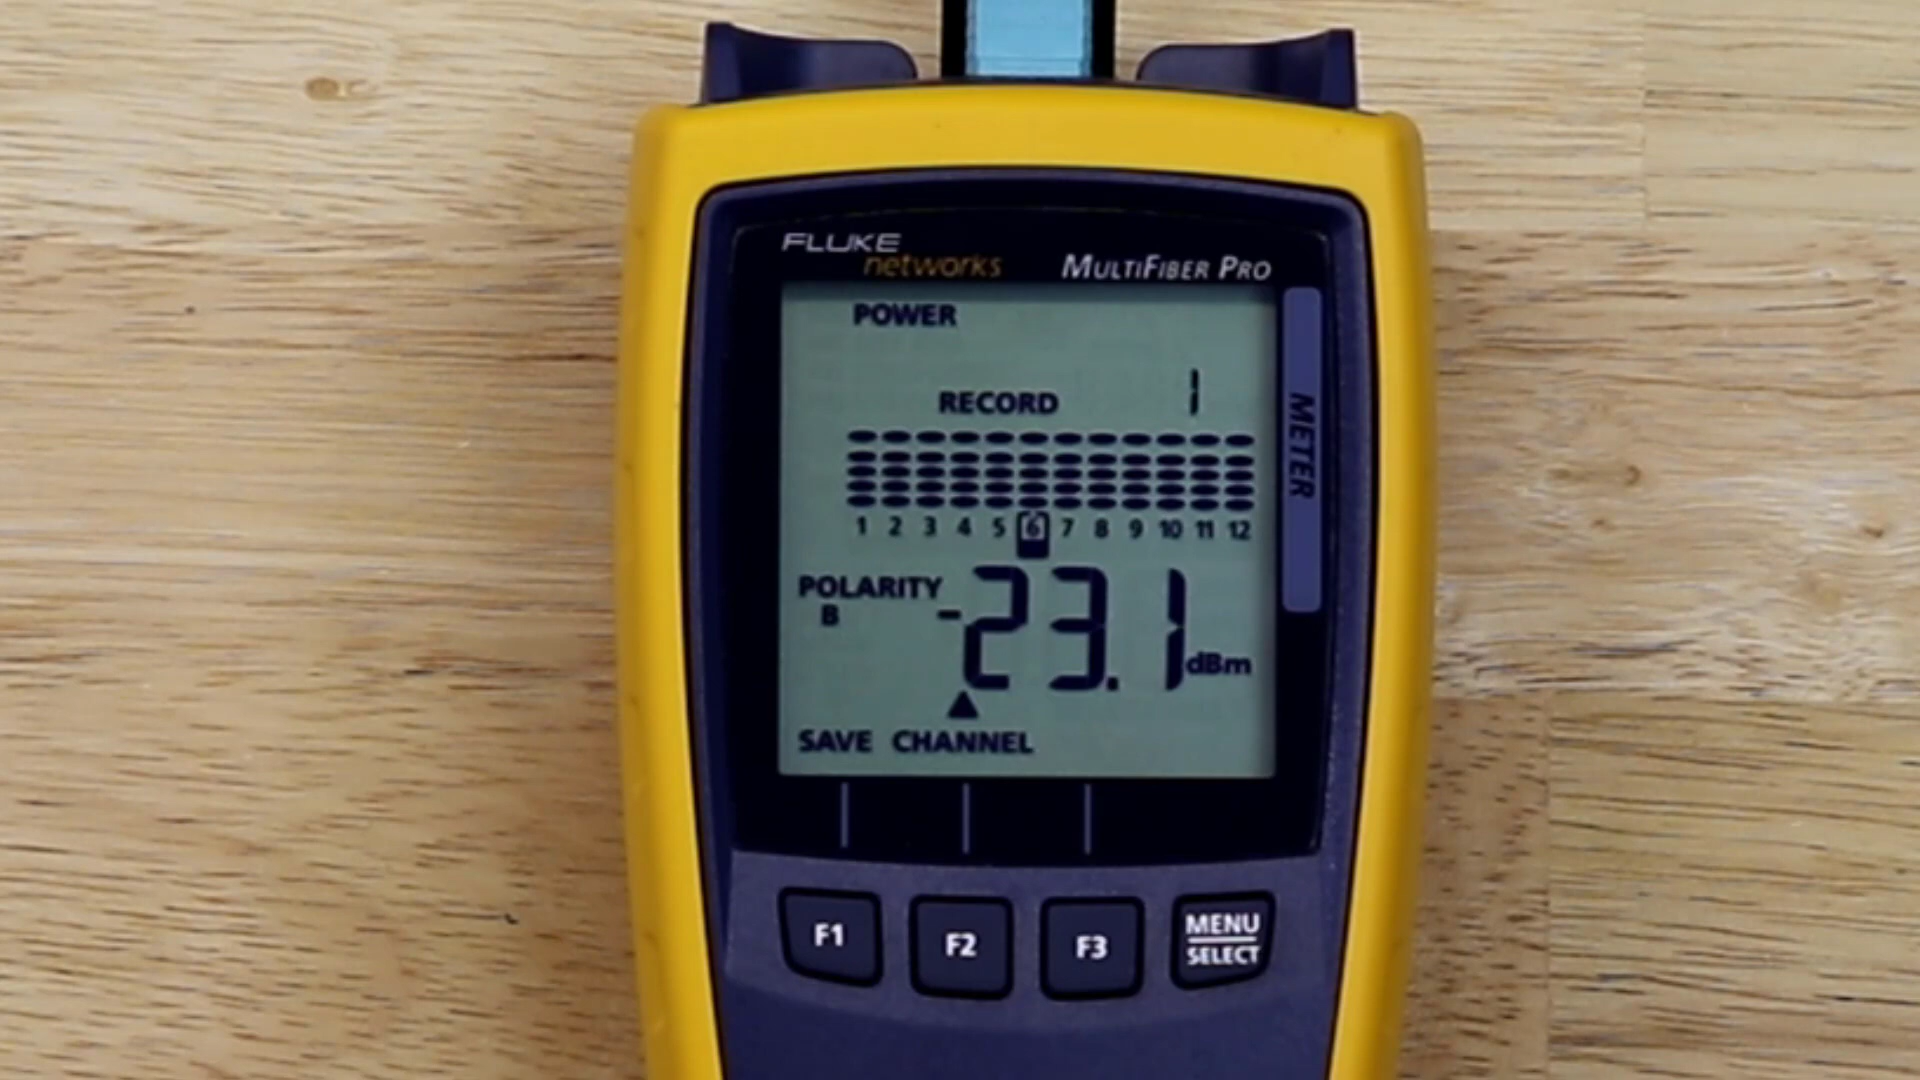 FLUKE
networks MULTIFIBER PRO
POWER
RECORD 1
METER
1 2 3 4 5 6 7 8 9 10 11 12
POLARITY
B
-23.1 dBm
SAVE CHANNEL
F1 F2 F3 MENU
SELECT